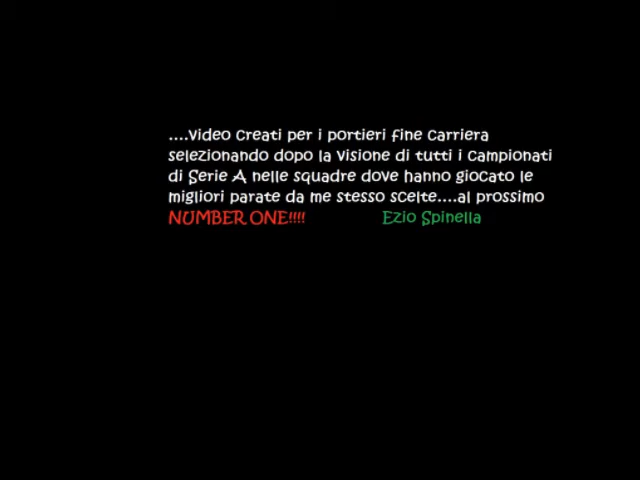 ....Video creati per i portieri fine carriera
selezionando dopo la visione di tutti i campionati
di Serie A nelle squadre dove hanno giocato le
migliori parate da me stesso scelte....al prossimo
NUMBER ONE!!!! Ezio Spinella